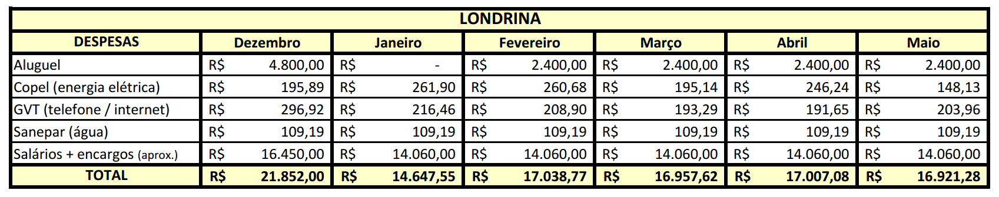 LONDRINA
DESPESAS Dezembro Janeiro Fevereiro Março Abril Maio
Aluguel R$ 4.800,00 R$ - R$ 2.400,00 R$ 2.400,00 R$ 2.400,00 R$ 2.400,00
Copel (energia elétrica) R$ 195,89 R$ 261,90 R$ 260,68 R$ 195,14 R$ 246,24 R$ 148,13
GVT (telefone / internet) R$ 296,92 R$ 216,46 R$ 208,90 R$ 193,29 R$ 191,65 R$ 203,96
Sanepar (água) R$ 109,19 R$ 109,19 R$ 109,19 R$ 109,19 R$ 109,19 R$ 109,19
Salários + encargos (aprox.) R$ 16.450,00 R$ 14.060,00 R$ 14.060,00 R$ 14.060,00 R$ 14.060,00 R$ 14.060,00
TOTAL R$ 21.852,00 R$ 14.647,55 R$ 17.038,77 R$ 16.957,62 R$ 17.007,08 R$ 16.921,28